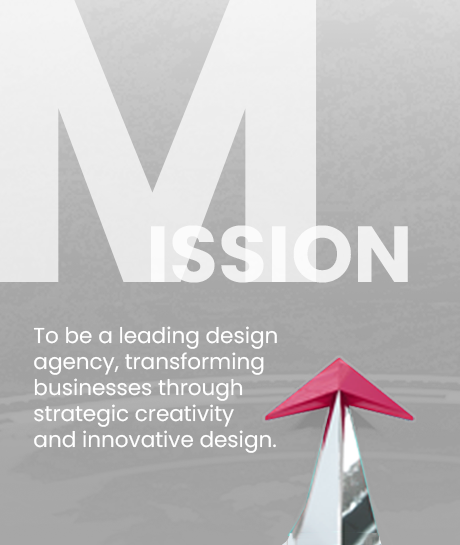 MISSION
To be a leading design
agency, transforming
businesses through
strategic creativity
and innovative design.